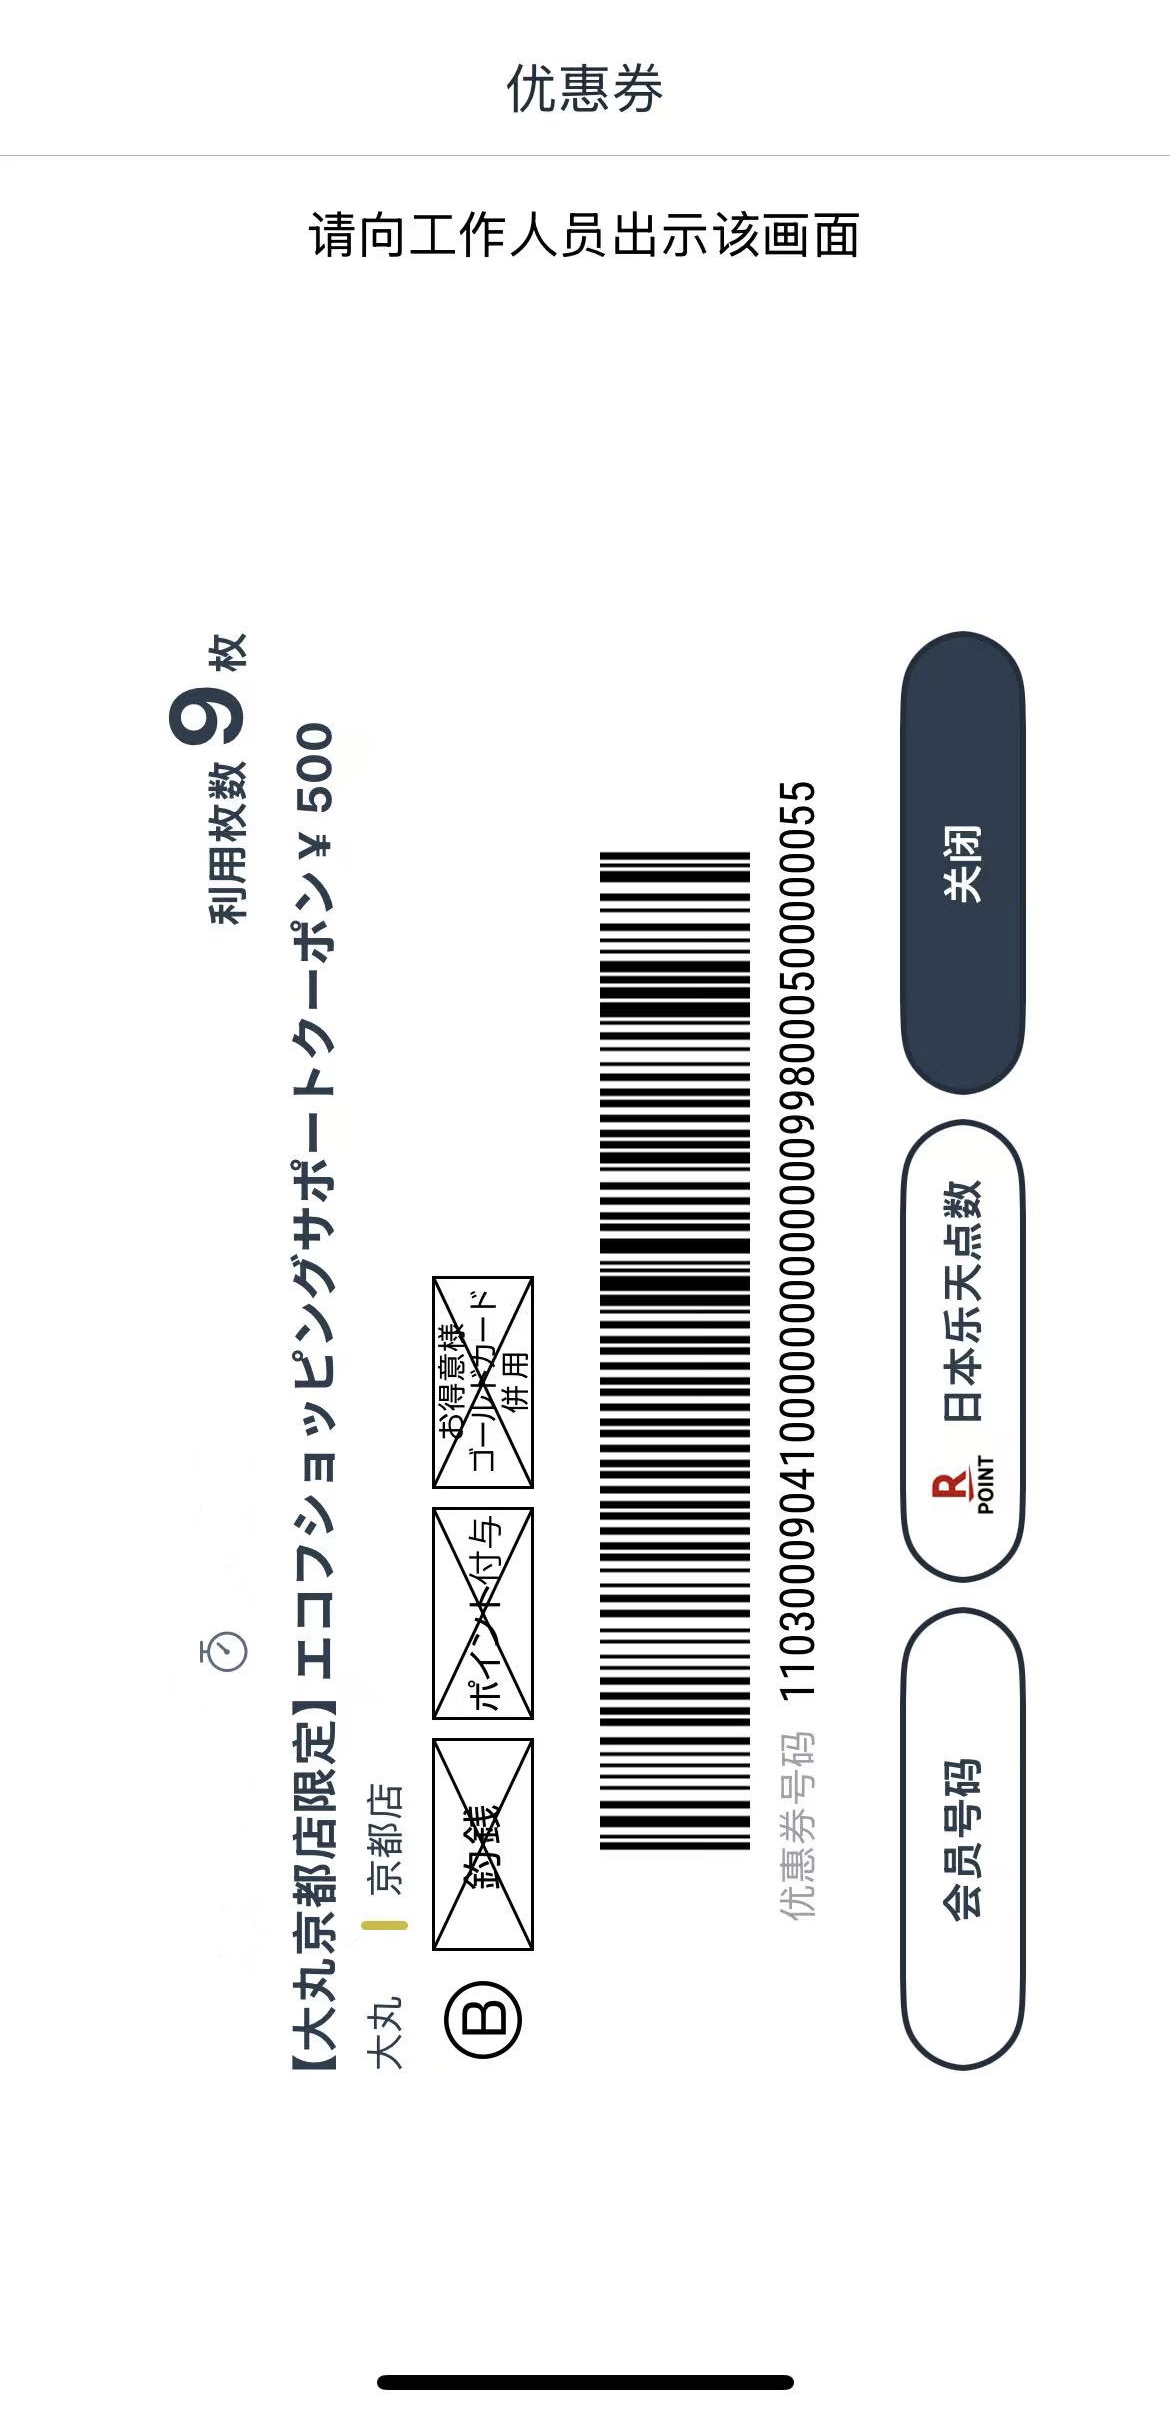 优惠券
请向工作人员出示该画面
利用枚数 9 枚
【大丸京都店限定】エコフショッピングサポートクーポン ¥ 500
大丸 京都店
B
釣銭
ポイント付与
お得意様
ゴールドカード
併用
优惠券号码 110300090410000000000099800050000055
会员号码
R POINT 日本乐天点数
关闭